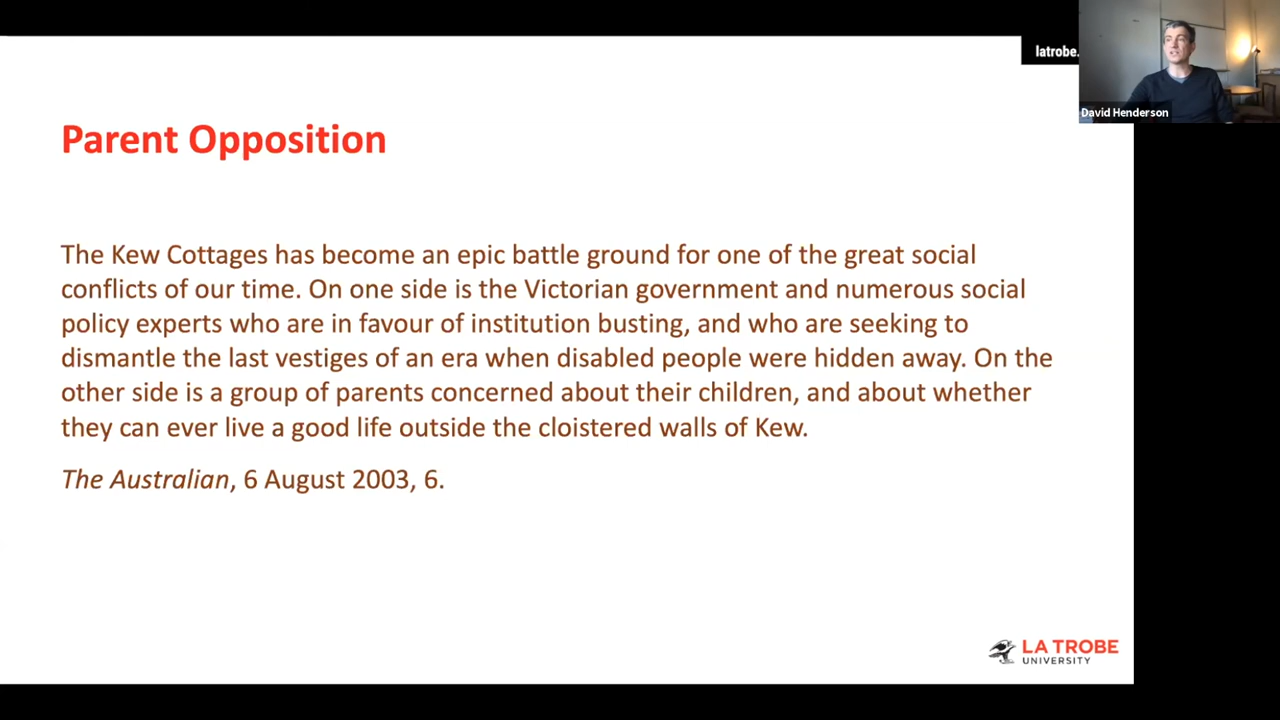 latrobe.
David Henderson
Parent Opposition
The Kew Cottages has become an epic battle ground for one of the great social
conflicts of our time. On one side is the Victorian government and numerous social
policy experts who are in favour of institution busting, and who are seeking to
dismantle the last vestiges of an era when disabled people were hidden away. On the
other side is a group of parents concerned about their children, and about whether
they can ever live a good life outside the cloistered walls of Kew.
The Australian, 6 August 2003, 6.
LA TROBE
UNIVERSITY